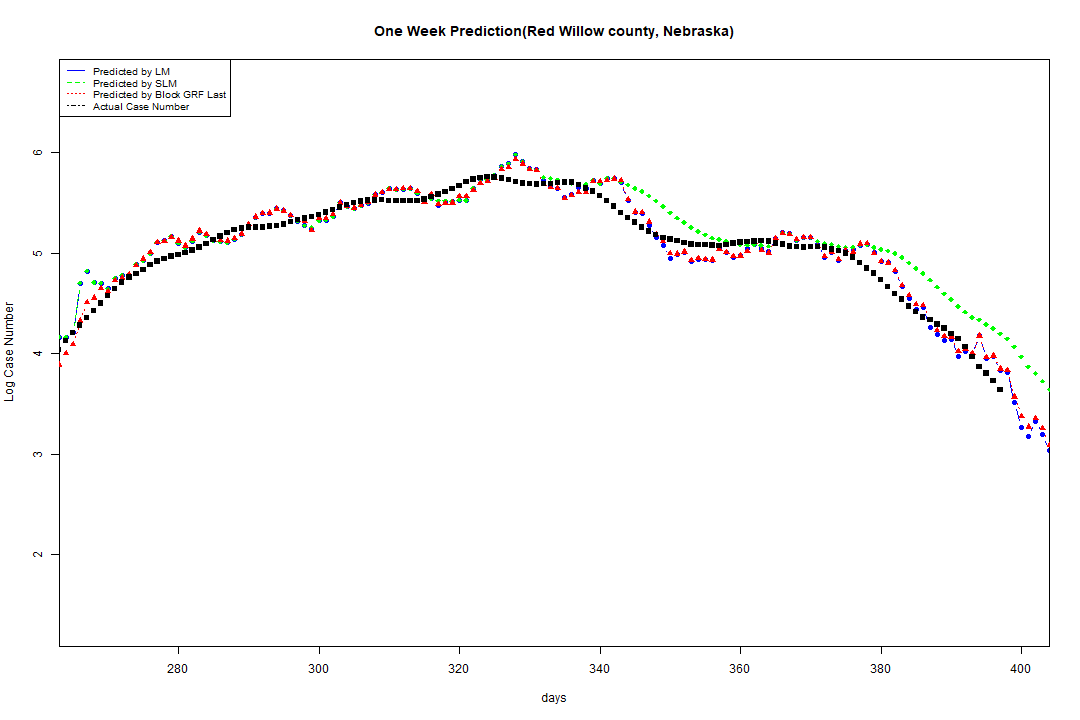 One Week Prediction(Red Willow county, Nebraska)
Predicted by LM
Predicted by SLM
Predicted by Block GRF Last
Actual Case Number
6
5
4
3
2
Log Case Number
280 300 320 340 360 380 400
days